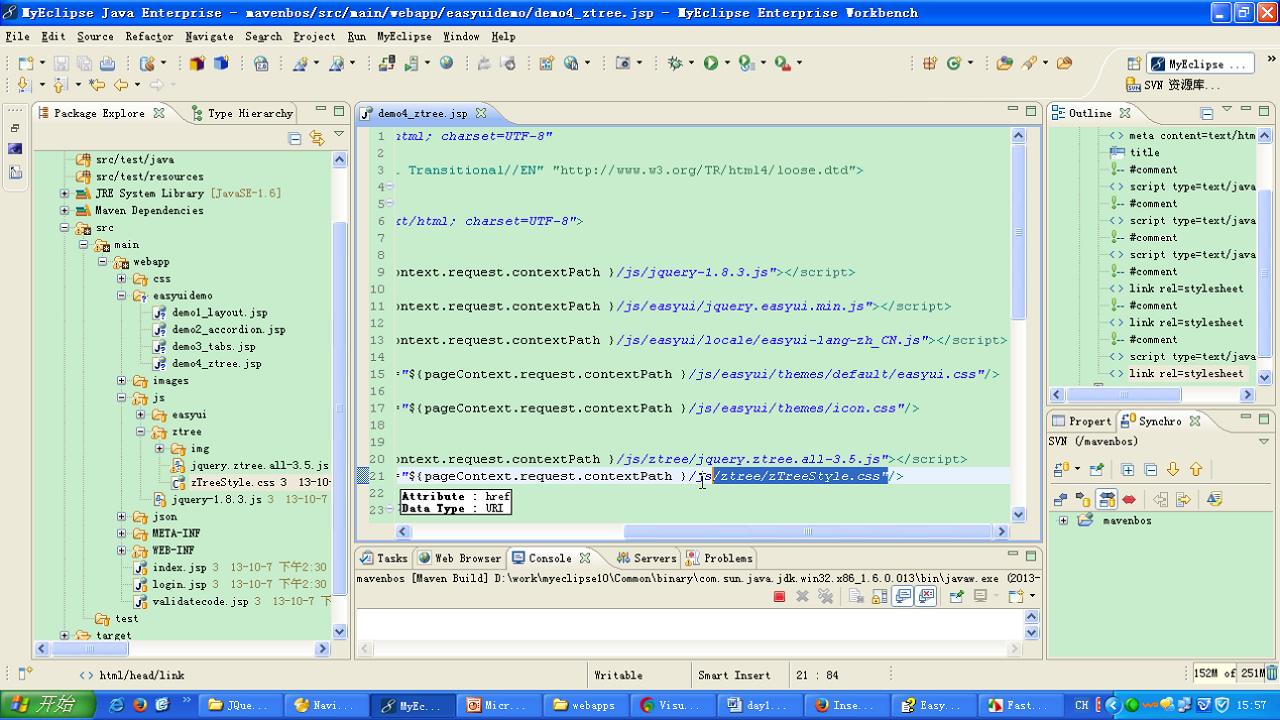 MyEclipse Java Enterprise - mavenbos/src/main/webapp/easyuidemo/demo4_ztree.jsp - MyEclipse Enterprise Workbench
File Edit Source Refactor Navigate Search Project Run MyEclipse Window Help
MyEclipse ...
SVN 资源库...
Package Explore
Type Hierarchy
src/test/java
src/test/resources
JRE System Library [JavaSE-1.6]
Maven Dependencies
src
main
webapp
css
easyuidemo
demo1_layout.jsp
demo2_accordion.jsp
demo3_tabs.jsp
demo4_ztree.jsp
images
js
easyui
ztree
img
jquery.ztree.all-3.5.js
zTreeStyle.css 3 13-10-
jquery-1.8.3.js
json
META-INF
WEB-INF
index.jsp 3 13-10-7 下午2:30
login.jsp 3 13-10-7 下午2:30
validatecode.jsp 3 13-10-7 下
test
target
demo4_ztree.jsp
1 html; charset=UTF-8"
2
3 . Transitional//EN" "http://www.w3.org/TR/html4/loose.dtd">
4
5
6 xt/html; charset=UTF-8">
7
8
9 ontext.request.contextPath }/js/jquery-1.8.3.js"></script>
10
11 ontext.request.contextPath }/js/easyui/jquery.easyui.min.js"></script>
12
13 ontext.request.contextPath }/js/easyui/locale/easyui-lang-zh_CN.js"></script>
14
15 ="${pageContext.request.contextPath }/js/easyui/themes/default/easyui.css"/>
16
17 ="${pageContext.request.contextPath }/js/easyui/themes/icon.css"/>
18
19
20 ontext.request.contextPath }/js/ztree/jquery.ztree.all-3.5.js"></script>
21 ="${pageContext.request.contextPath }/js/ztree/zTreeStyle.css"/>
22
23
Attribute : href
Data Type : URI
Outline
meta content=text/htm
title
#comment
script type=text/java
#comment
script type=text/java
#comment
script type=text/java
#comment
link rel=stylesheet
#comment
link rel=stylesheet
#comment
script type=text/java
link rel=stylesheet
Propert
Synchro
SVN (/mavenbos)
mavenbos
Tasks
Web Browser
Console
Servers
Problems
mavenbos [Maven Build] D:\work\myeclipse10\Common\binary\com.sun.java.jdk.win32.x86_1.6.0.013\bin\javaw.exe (2013-
html/head/link
Writable
Smart Insert
21 : 84
152M of 251M
开始
JQue...
Navi...
MyEc...
Micr...
webapps
Visu...
day1...
Inse...
Easy...
Fast...
CH
15:57